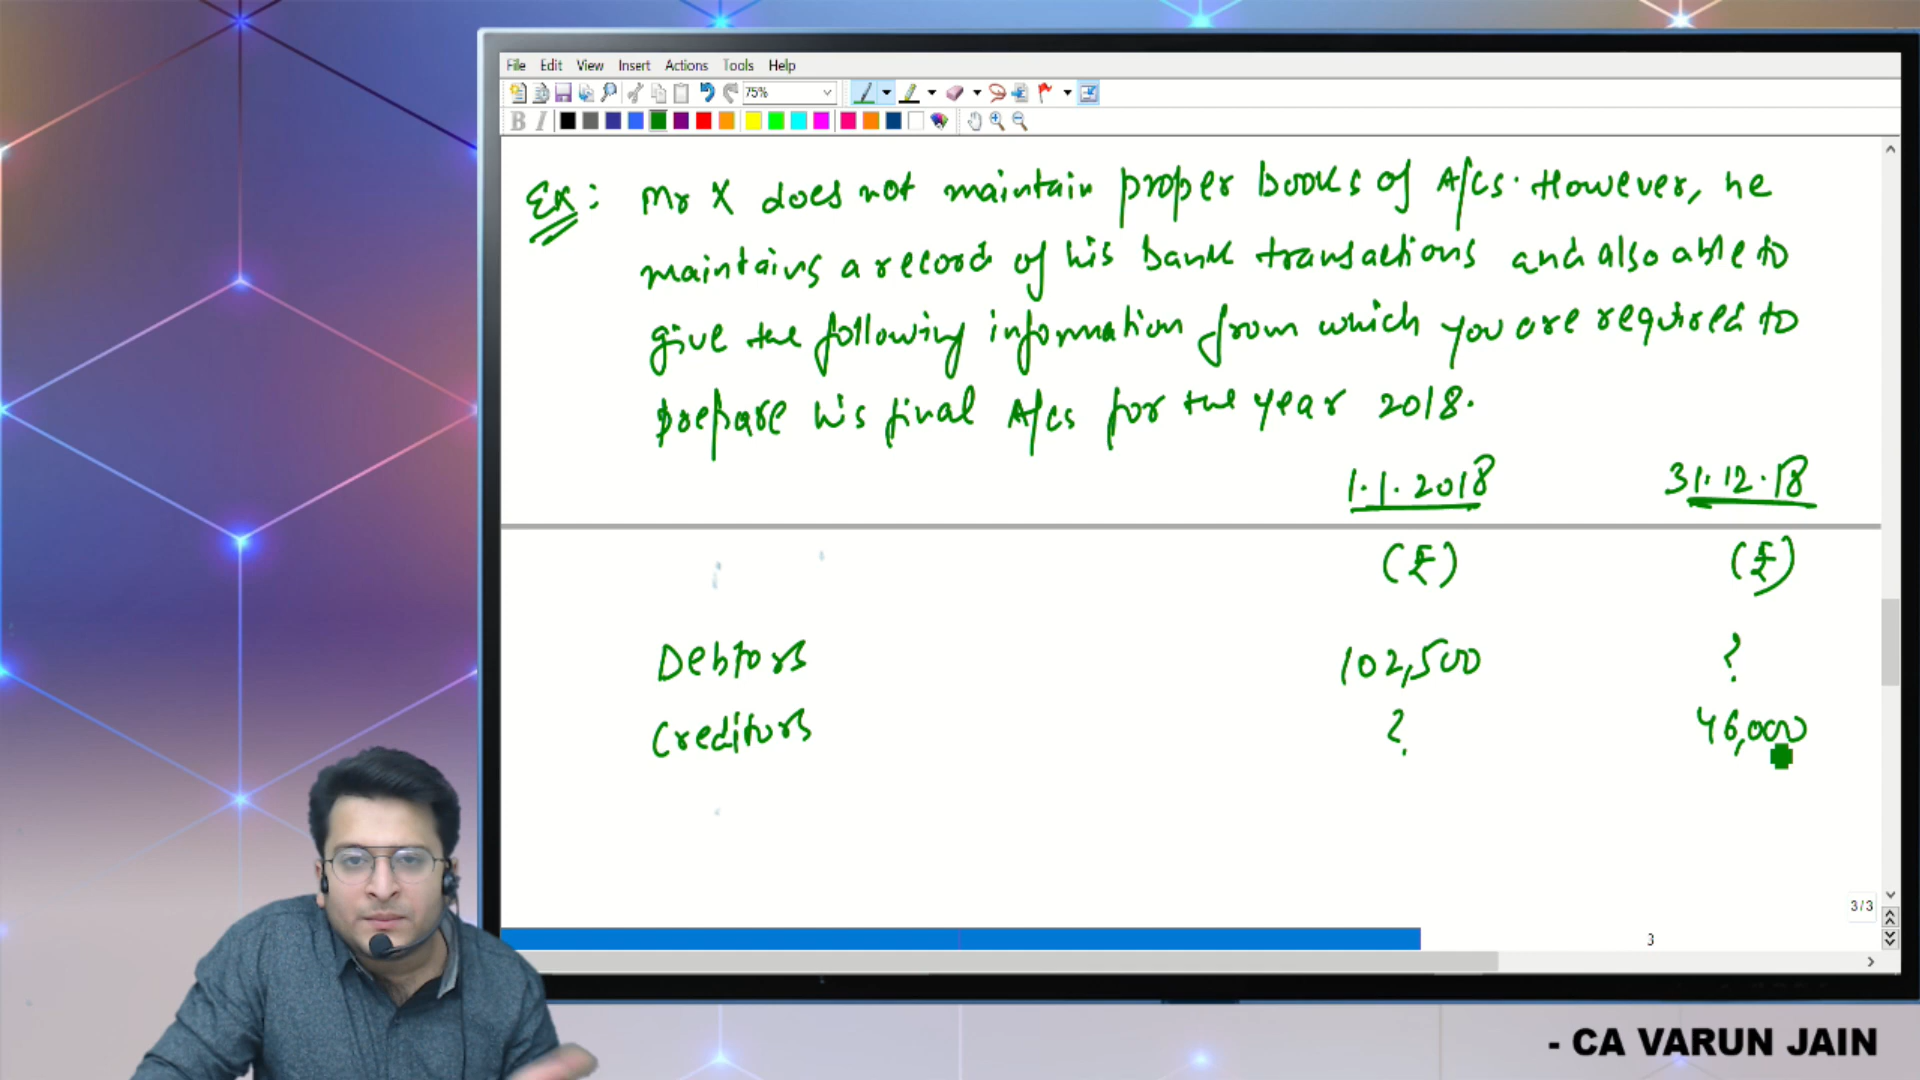 File Edit View Insert Actions Tools Help
75%
B I
Ex: Mr X does not maintain proper books of A/cs. However, he
maintains a record of his bank transactions and also able to
give the following information from which you are required to
prepare his final A/cs for the year 2018.
1.1.2018 31.12.18
(₹) (₹)
Debtors 102,500 ?
Creditors ? 46,000
3/3
3
- CA VARUN JAIN